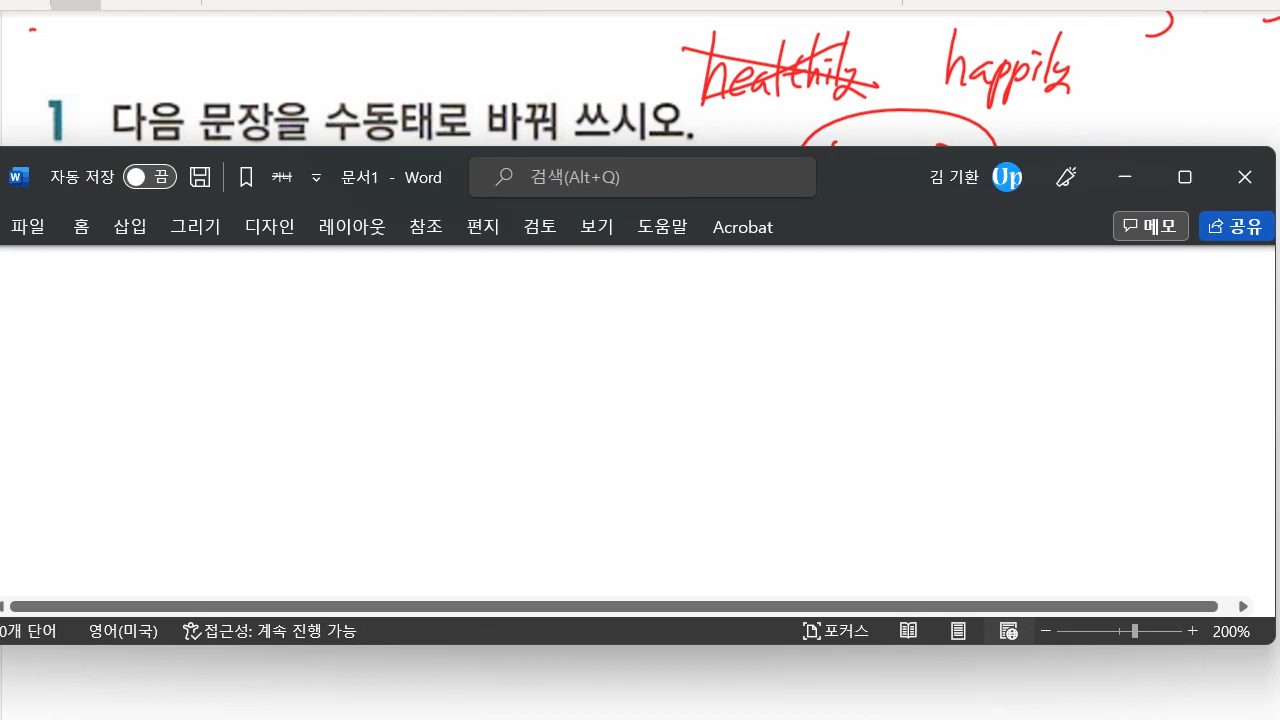 healthily happily
1 다음 문장을 수동태로 바꿔 쓰시오.
자동 저장 끔 가나 문서1 - Word 검색(Alt+Q) 김 기환 Up
파일 홈 삽입 그리기 디자인 레이아웃 참조 편지 검토 보기 도움말 Acrobat 메모 공유
0개 단어 영어(미국) 접근성: 계속 진행 가능 포커스 200%